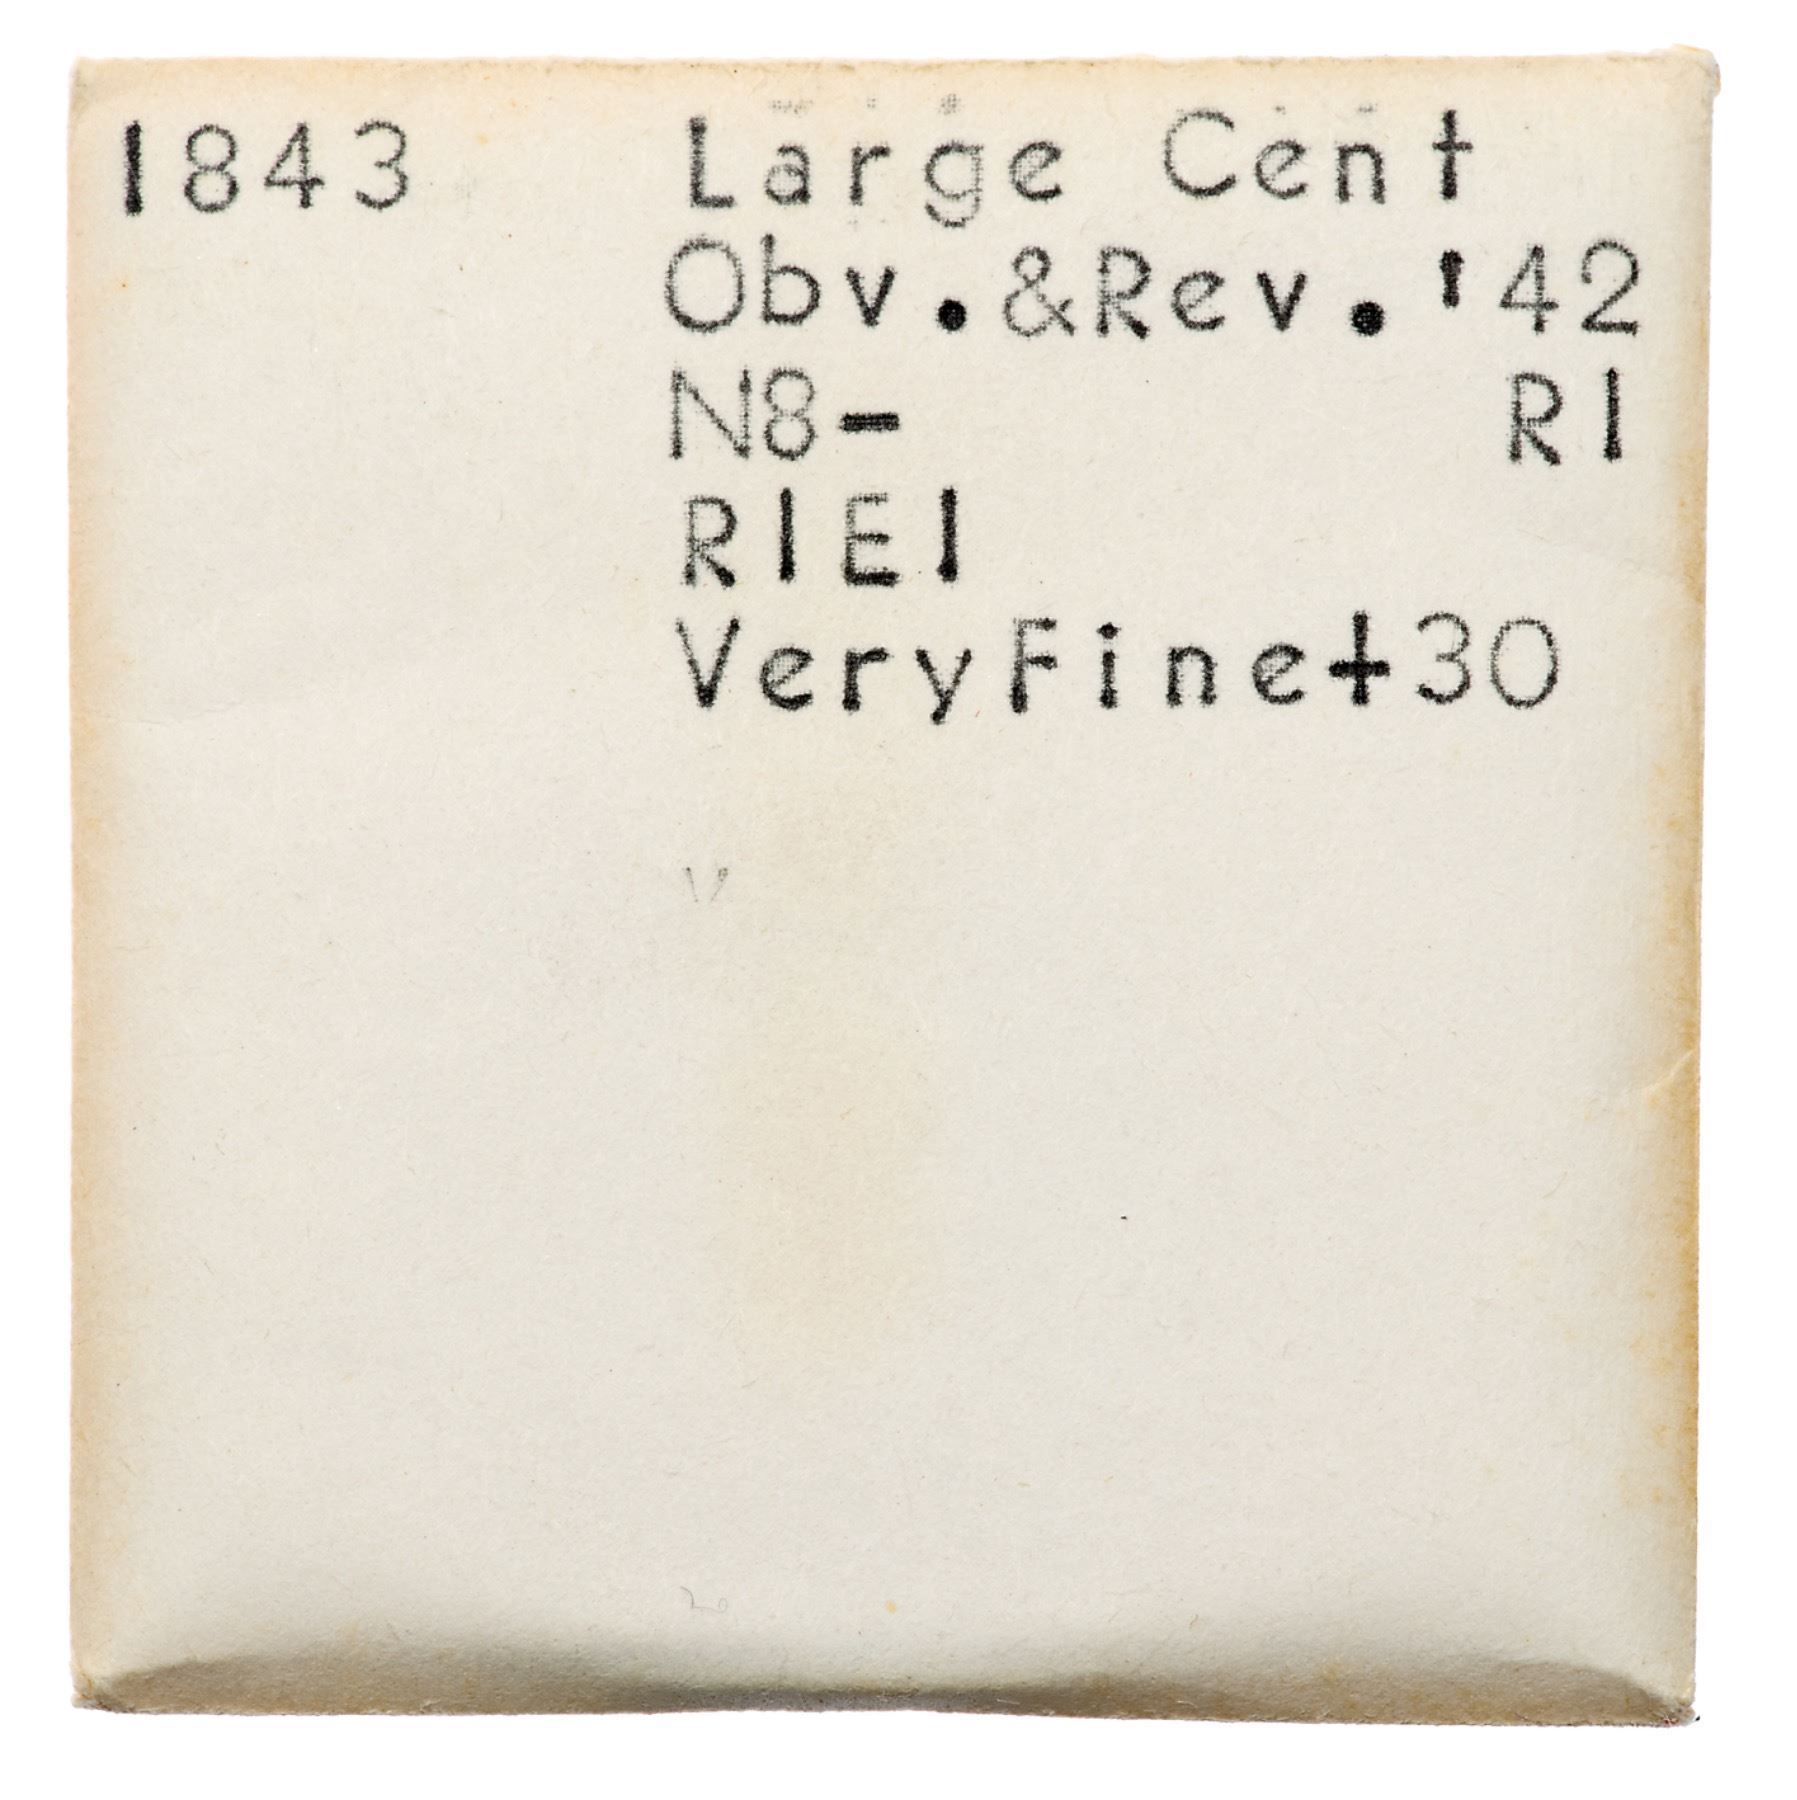 1843 Large Cent
Obv.&Rev.'42
N8- R1
R1E1
VeryFine+30